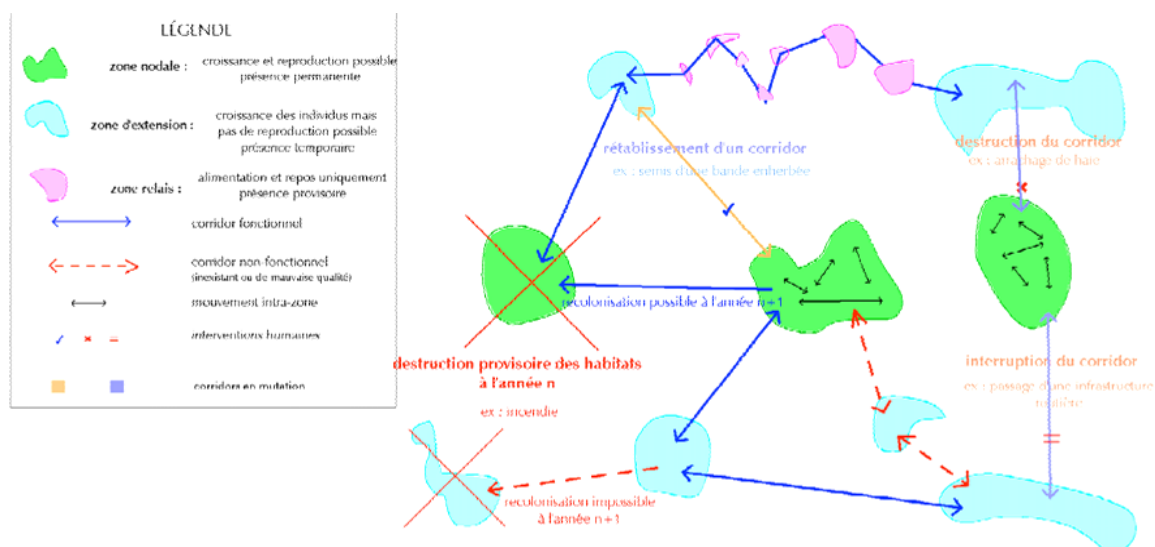 LÉGENDE
zone nodale : croissance et reproduction possible
présence permanente
zone d'extension : croissance des individus mais
pas de reproduction possible
présence temporaire
zone relais : alimentation et repos uniquement
présence provisoire
corridor fonctionnel
corridor non-fonctionnel
(inexistant ou de mauvaise qualité)
mouvement intra-zone
interventions humaines
corridors en mutation
rétablissement d'un corridor
ex : semis d'une bande enherbée
destruction du corridor
ex : arrachage de haie
recolonisation possible à l'année n+1
destruction provisoire des habitats
à l'année n
ex : incendie
interruption du corridor
ex : passage d'une infrastructure
routière
recolonisation impossible
à l'année n+1